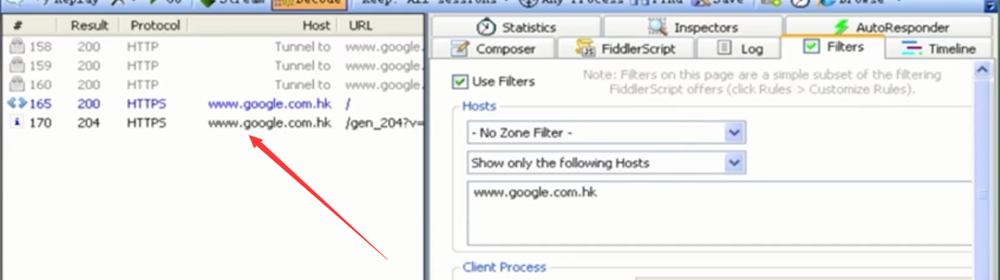 Replay Go Stream Decode Keep: All sessions Any Process Find Save Browse
# Result Protocol Host URL
158 200 HTTP Tunnel to www.google.
159 200 HTTP Tunnel to www.google.
160 200 HTTP Tunnel to www.google.
165 200 HTTPS www.google.com.hk /
170 204 HTTPS www.google.com.hk /gen_204?v=
Statistics Inspectors AutoResponder
Composer FiddlerScript Log Filters Timeline
Use Filters
Note: Filters on this page are a simple subset of the filtering
FiddlerScript offers (click Rules > Customize Rules).
Hosts
- No Zone Filter -
Show only the following Hosts
www.google.com.hk
Client Process